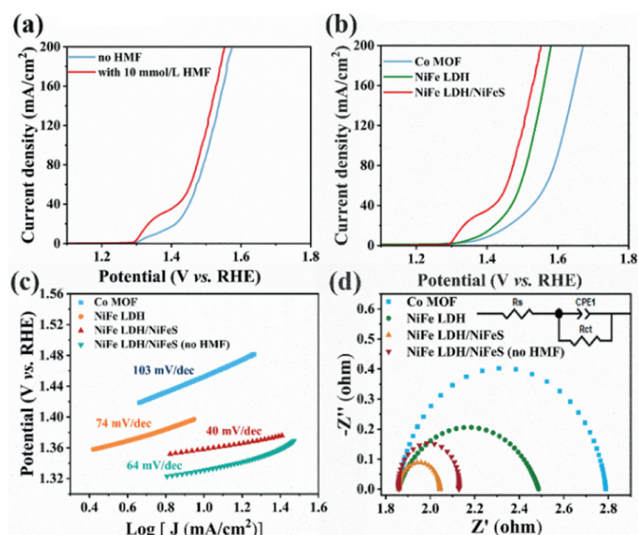 (a)
200
160
120
80
40
0
no HMF
with 10 mmol/L HMF
Current density (mA/cm²)
1.2 1.4 1.6 1.8
Potential (V vs. RHE)
(b)
200
160
120
80
40
0
Co MOF
NiFe LDH
NiFe LDH/NiFeS
Current density (mA/cm²)
1.2 1.4 1.6 1.8
Potential (V vs. RHE)
(c)
1.56
1.52
1.48
1.44
1.40
1.36
1.32
Co MOF
NiFe LDH
NiFe LDH/NiFeS
NiFe LDH/NiFeS (no HMF)
103 mV/dec
74 mV/dec
40 mV/dec
64 mV/dec
Potential (V vs. RHE)
0.4 0.6 0.8 1.0 1.2 1.4 1.6
Log [ J (mA/cm²)]
(d)
0.6
0.5
0.4
0.3
0.2
0.1
0.0
Co MOF
NiFe LDH
NiFe LDH/NiFeS
NiFe LDH/NiFeS (no HMF)
Rs
CPE1
Rct
-Z'' (ohm)
2.0 2.2 2.4 2.6 2.8
Z' (ohm)